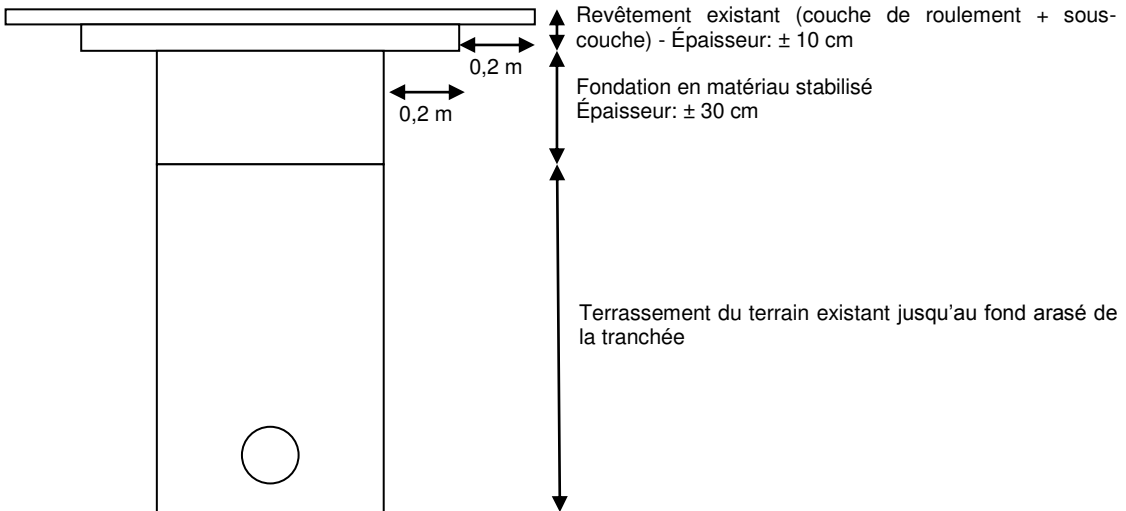 Revêtement existant (couche de roulement + sous-
couche) - Épaisseur: ± 10 cm
0,2 m
Fondation en matériau stabilisé
Épaisseur: ± 30 cm
0,2 m
Terrassement du terrain existant jusqu'au fond arasé de
la tranchée